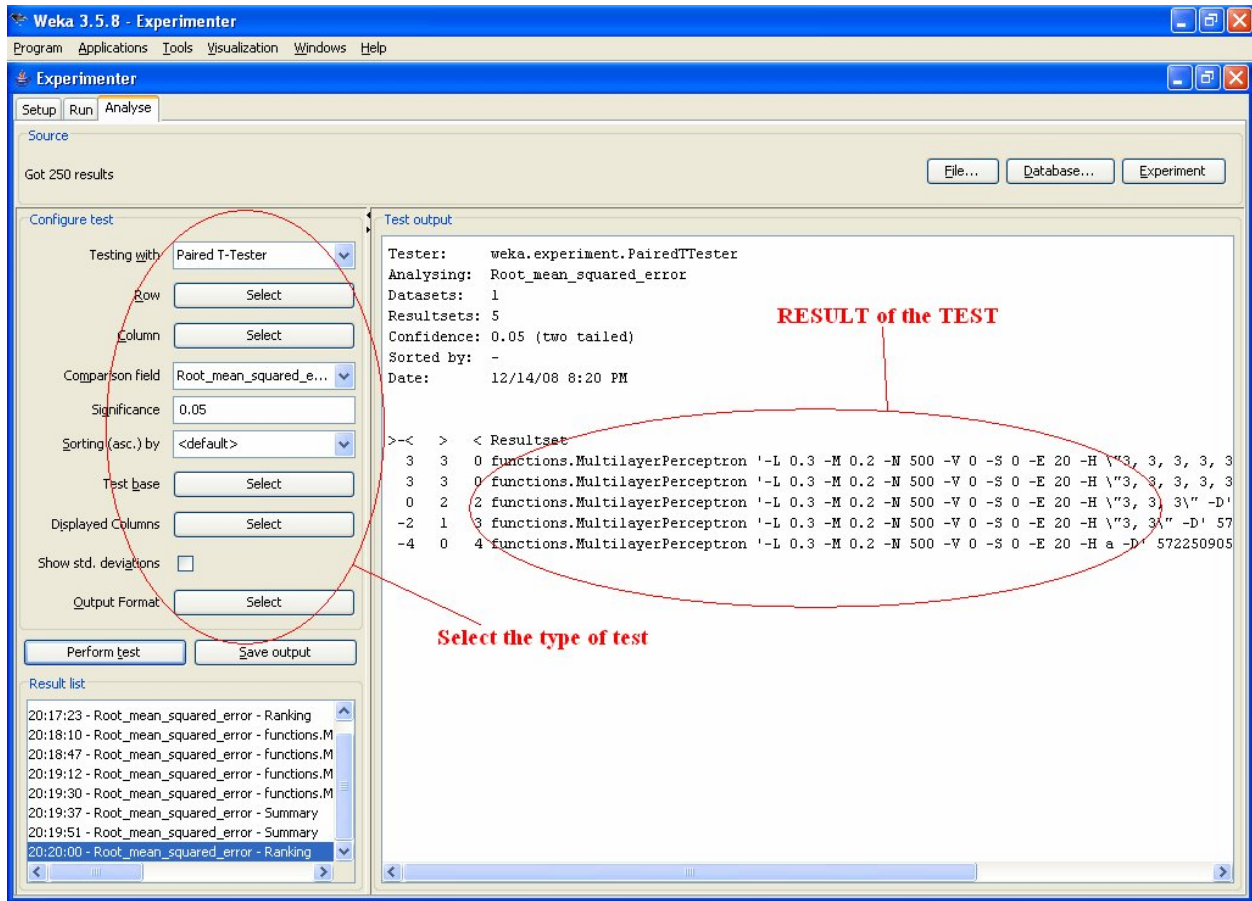 Weka 3.5.8 - Experimenter
Program Applications Tools Visualization Windows Help
Experimenter
Setup Run Analyse
Source
Got 250 results
File... Database... Experiment
Configure test
Testing with Paired T-Tester
Row Select
Column Select
Comparison field Root_mean_squared_e...
Significance 0.05
Sorting (asc.) by <default>
Test base Select
Displayed Columns Select
Show std. deviations
Output Format Select
Perform test Save output
Result list
20:17:23 - Root_mean_squared_error - Ranking
20:18:10 - Root_mean_squared_error - functions.M
20:18:47 - Root_mean_squared_error - functions.M
20:19:12 - Root_mean_squared_error - functions.M
20:19:30 - Root_mean_squared_error - functions.M
20:19:37 - Root_mean_squared_error - Summary
20:19:51 - Root_mean_squared_error - Summary
20:20:00 - Root_mean_squared_error - Ranking
Test output
Tester: weka.experiment.PairedTTester
Analysing: Root_mean_squared_error
Datasets: 1
Resultsets: 5
Confidence: 0.05 (two tailed)
Sorted by: -
Date: 12/14/08 8:20 PM
RESULT of the TEST
>-< > < Resultset
3 3 0 functions.MultilayerPerceptron '-L 0.3 -M 0.2 -N 500 -V 0 -S 0 -E 20 -H \"3, 3, 3, 3, 3
3 3 0 functions.MultilayerPerceptron '-L 0.3 -M 0.2 -N 500 -V 0 -S 0 -E 20 -H \"3, 3, 3, 3, 3
0 2 2 functions.MultilayerPerceptron '-L 0.3 -M 0.2 -N 500 -V 0 -S 0 -E 20 -H \"3, 3, 3\" -D'
-2 1 3 functions.MultilayerPerceptron '-L 0.3 -M 0.2 -N 500 -V 0 -S 0 -E 20 -H \"3, 3\" -D' 57
-4 0 4 functions.MultilayerPerceptron '-L 0.3 -M 0.2 -N 500 -V 0 -S 0 -E 20 -H a -D' 572250905
Select the type of test